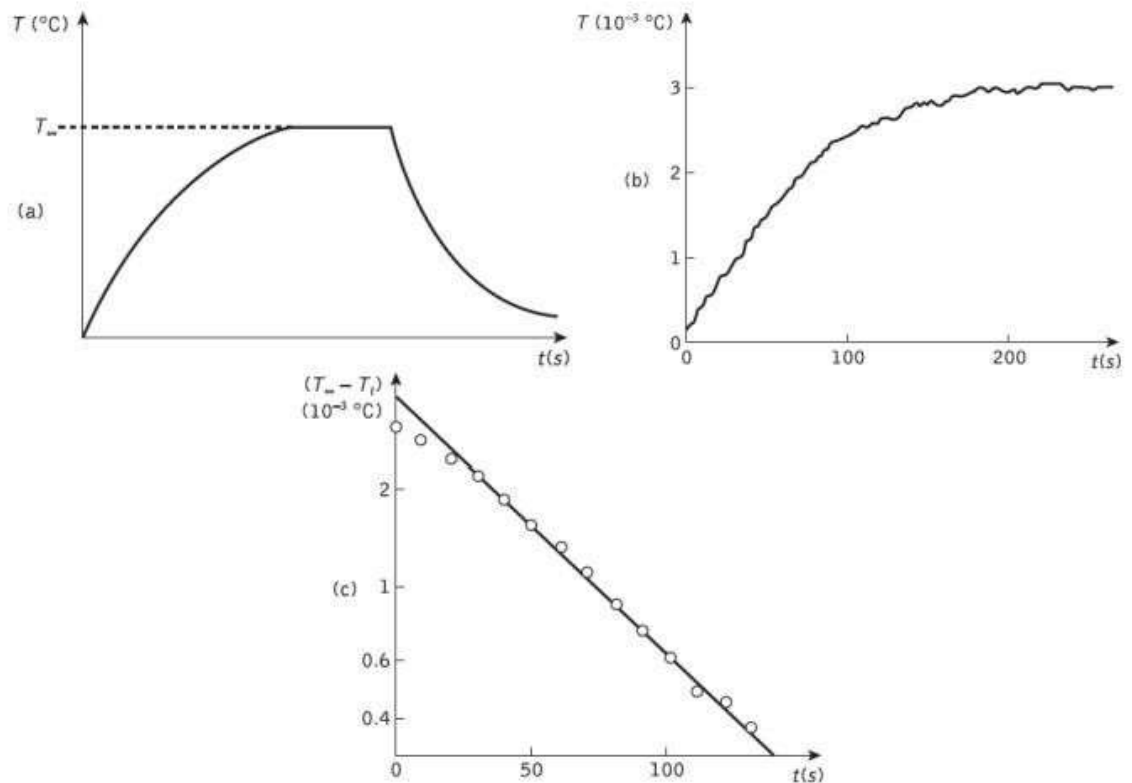 T (°C)
T∞
(a)
t(s)
T (10⁻³ °C)
3
2
(b)
1
0
0 100 200 t(s)
(T∞ − Tₜ)
(10⁻³ °C)
2
(c)
1
0.6
0.4
0 50 100 t(s)